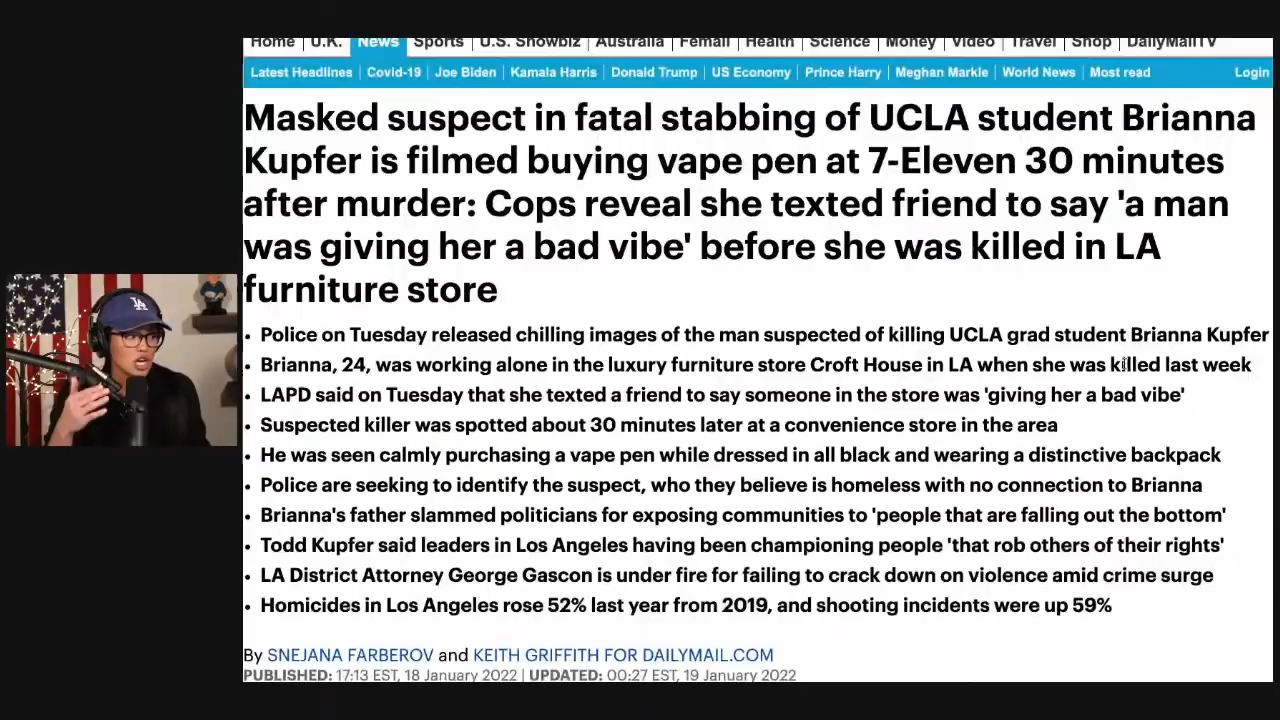 Home U.K. News Sports U.S. Showbiz Australia Femail Health Science Money Video Travel Shop DailyMailTV
Latest Headlines Covid-19 Joe Biden Kamala Harris Donald Trump US Economy Prince Harry Meghan Markle World News Most read Login
Masked suspect in fatal stabbing of UCLA student Brianna
Kupfer is filmed buying vape pen at 7-Eleven 30 minutes
after murder: Cops reveal she texted friend to say 'a man
was giving her a bad vibe' before she was killed in LA
furniture store
• Police on Tuesday released chilling images of the man suspected of killing UCLA grad student Brianna Kupfer
• Brianna, 24, was working alone in the luxury furniture store Croft House in LA when she was killed last week
• LAPD said on Tuesday that she texted a friend to say someone in the store was 'giving her a bad vibe'
• Suspected killer was spotted about 30 minutes later at a convenience store in the area
• He was seen calmly purchasing a vape pen while dressed in all black and wearing a distinctive backpack
• Police are seeking to identify the suspect, who they believe is homeless with no connection to Brianna
• Brianna's father slammed politicians for exposing communities to 'people that are falling out the bottom'
• Todd Kupfer said leaders in Los Angeles having been championing people 'that rob others of their rights'
• LA District Attorney George Gascon is under fire for failing to crack down on violence amid crime surge
• Homicides in Los Angeles rose 52% last year from 2019, and shooting incidents were up 59%
By SNEJANA FARBEROV and KEITH GRIFFITH FOR DAILYMAIL.COM
PUBLISHED: 17:13 EST, 18 January 2022 | UPDATED: 00:27 EST, 19 January 2022
LA